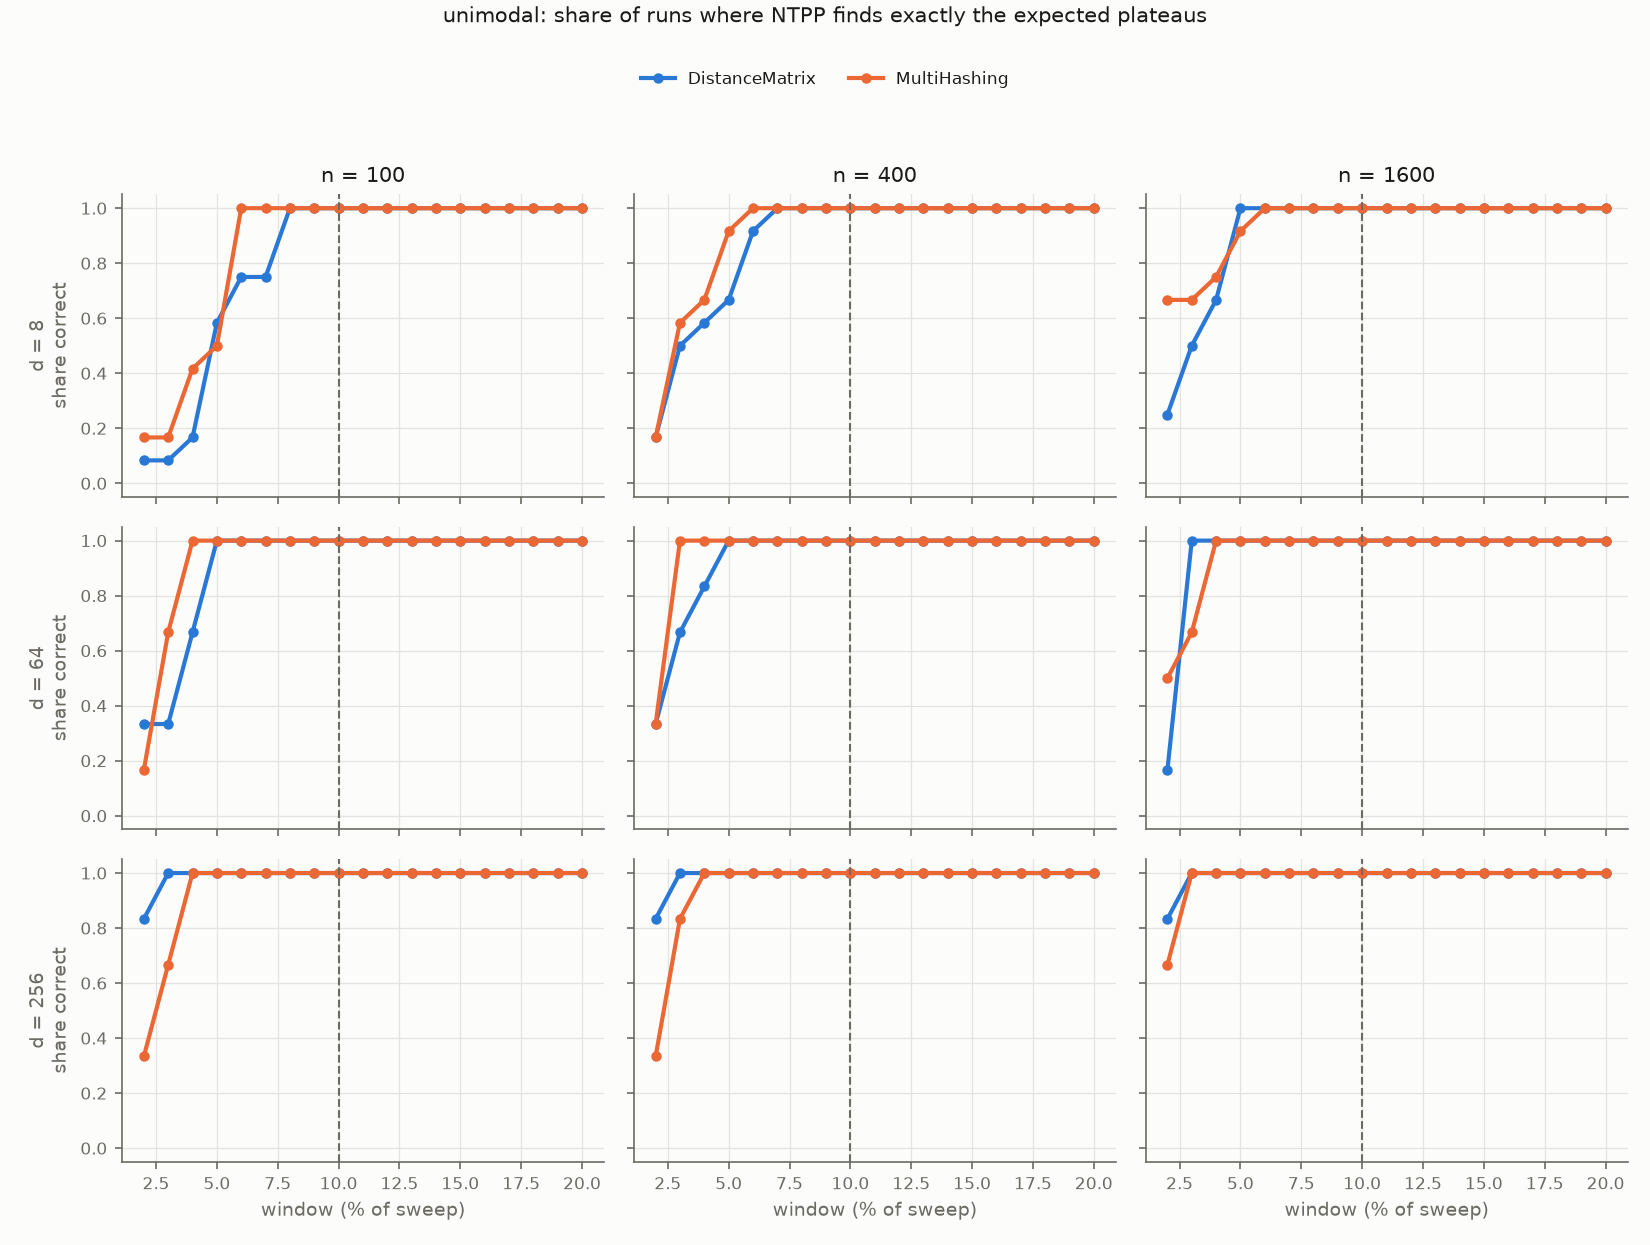 unimodal: share of runs where NTPP finds exactly the expected plateaus
DistanceMatrix
MultiHashing
n = 100
n = 400
n = 1600
d = 8
share correct
1.0
0.8
0.6
0.4
0.2
0.0
d = 64
share correct
1.0
0.8
0.6
0.4
0.2
0.0
d = 256
share correct
1.0
0.8
0.6
0.4
0.2
0.0
2.5 5.0 7.5 10.0 12.5 15.0 17.5 20.0
2.5 5.0 7.5 10.0 12.5 15.0 17.5 20.0
2.5 5.0 7.5 10.0 12.5 15.0 17.5 20.0
window (% of sweep)
window (% of sweep)
window (% of sweep)